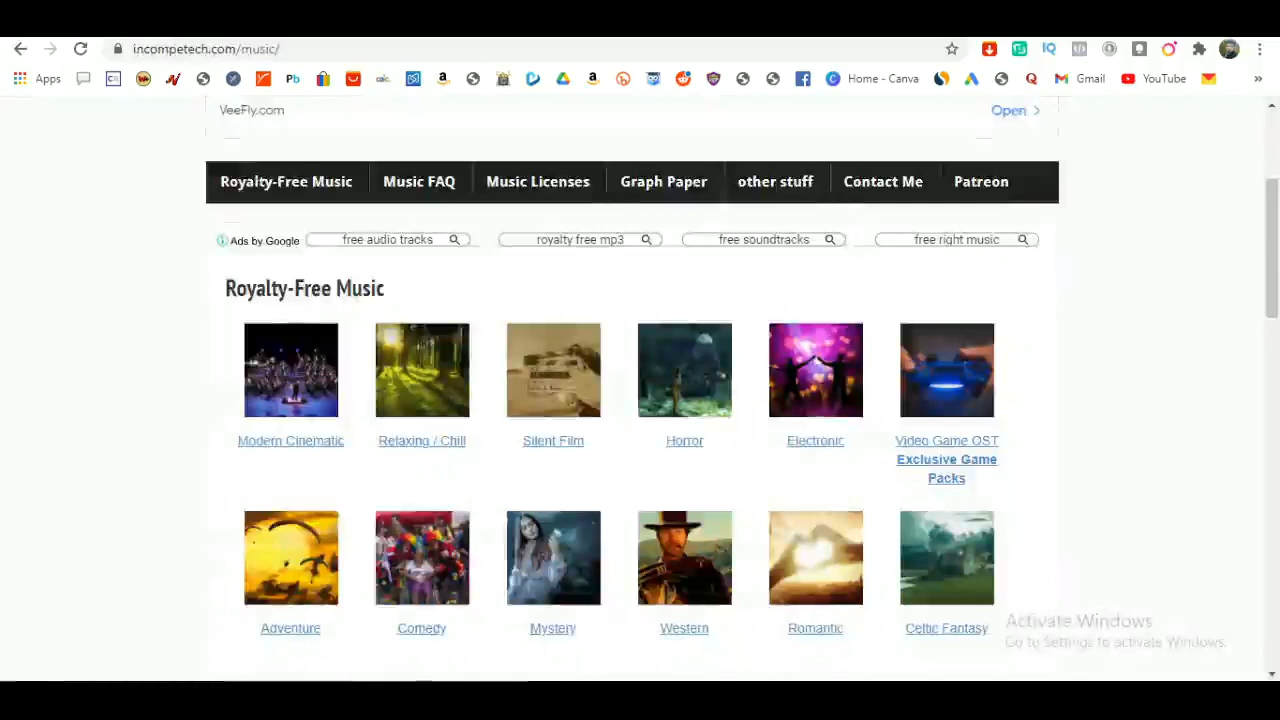 incompetech.com/music/
Apps
Pb
Home - Canva
Gmail
YouTube
VeeFly.com
Open
Royalty-Free Music
Music FAQ
Music Licenses
Graph Paper
other stuff
Contact Me
Patreon
Ads by Google
free audio tracks
royalty free mp3
free soundtracks
free right music
Royalty-Free Music
Modern Cinematic
Relaxing / Chill
Silent Film
Horror
Electronic
Video Game OST
Exclusive Game
Packs
Adventure
Comedy
Mystery
Western
Romantic
Celtic Fantasy
Activate Windows
Go to Settings to activate Windows.